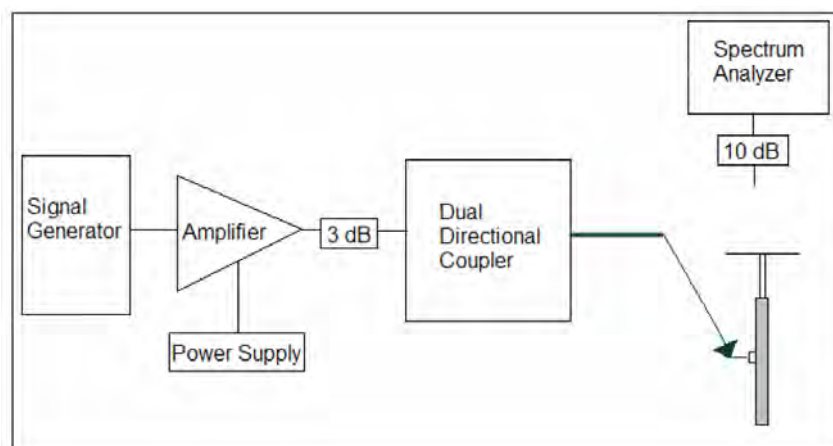 Spectrum
Analyzer
10 dB
Signal
Generator
Amplifier
3 dB
Dual
Directional
Coupler
Power Supply